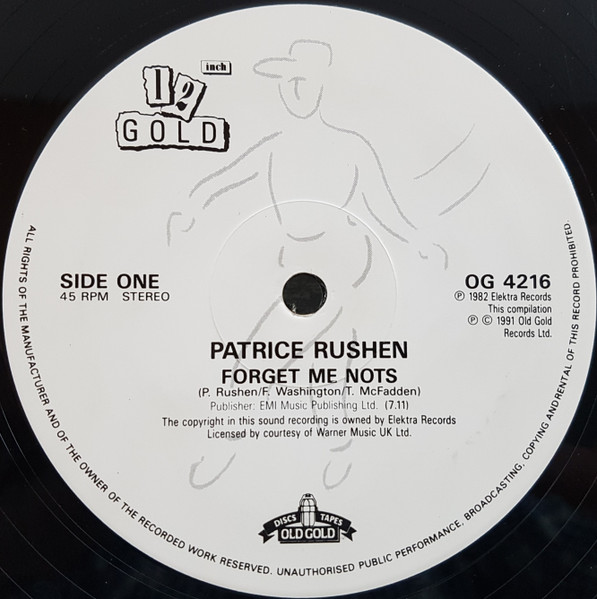 12 inch
GOLD
SIDE ONE
45 RPM STEREO
OG 4216
℗ 1982 Elektra Records
This compilation
℗ © 1991 Old Gold
Records Ltd.
PATRICE RUSHEN
FORGET ME NOTS
(P. Rushen/F. Washington/T. McFadden)
Publisher: EMI Music Publishing Ltd. (7.11)
The copyright in this sound recording is owned by Elektra Records
Licensed by courtesy of Warner Music UK Ltd.
DISCS TAPES
OLD GOLD
ALL RIGHTS OF THE MANUFACTURER AND OF THE OWNER OF THE RECORDED WORK RESERVED. UNAUTHORISED PUBLIC PERFORMANCE, BROADCASTING, COPYING AND RENTAL OF THIS RECORD PROHIBITED.